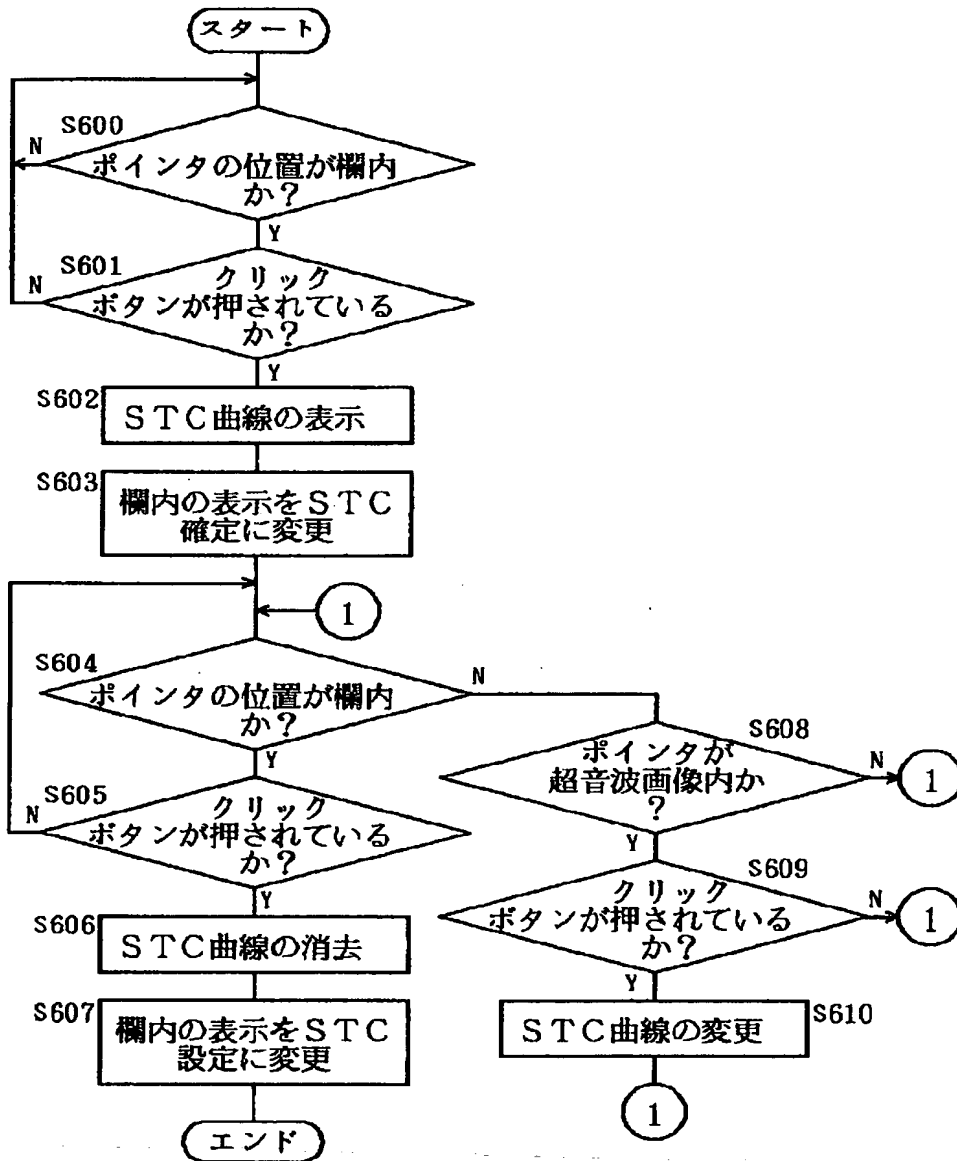 スタート
S600
N
ポインタの位置が欄内
か?
Y
S601
N
クリック
ボタンが押されている
か?
Y
S602
STC曲線の表示
S603
欄内の表示をSTC
確定に変更
1
S604
N
ポインタの位置が欄内
か?
Y
S605
N
クリック
ボタンが押されている
か?
Y
S606
STC曲線の消去
S607
欄内の表示をSTC
設定に変更
エンド
S608
ポインタが
超音波画像内か
?
N
1
Y
S609
クリック
ボタンが押されている
か?
N
1
Y
STC曲線の変更
S610
1